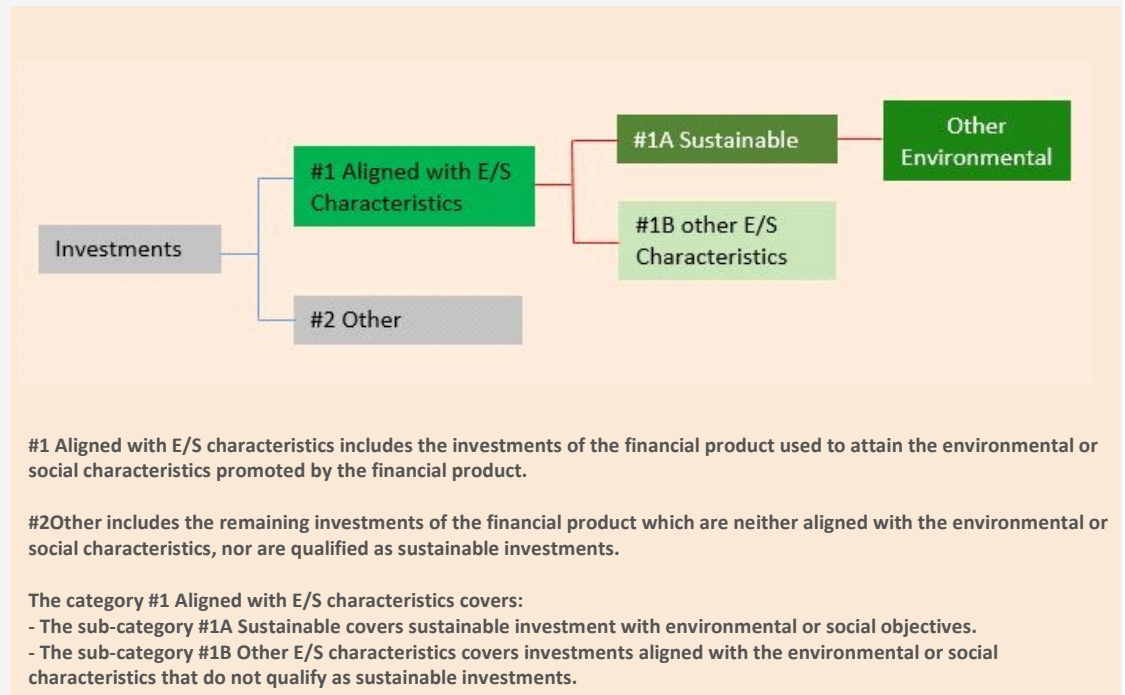 Other
Environmental
#1A Sustainable
#1 Aligned with E/S
Characteristics
#1B other E/S
Characteristics
Investments
#2 Other
#1 Aligned with E/S characteristics includes the investments of the financial product used to attain the environmental or
social characteristics promoted by the financial product.
#2Other includes the remaining investments of the financial product which are neither aligned with the environmental or
social characteristics, nor are qualified as sustainable investments.
The category #1 Aligned with E/S characteristics covers:
- The sub-category #1A Sustainable covers sustainable investment with environmental or social objectives.
- The sub-category #1B Other E/S characteristics covers investments aligned with the environmental or social
characteristics that do not qualify as sustainable investments.